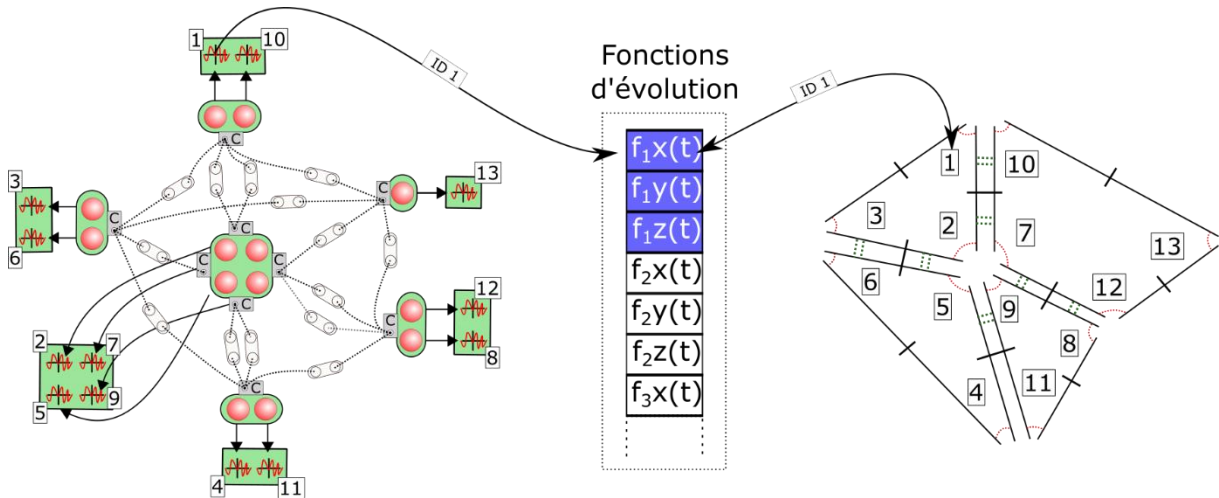 1
10
ID 1
Fonctions
d'évolution
ID 1
f₁x(t)
f₁y(t)
f₁z(t)
f₂x(t)
f₂y(t)
f₂z(t)
f₃x(t)
C
C
C
C
C
C
C
C
C
3
6
13
12
8
2
7
5
9
4
11
1
10
3
2
7
13
6
5
9
12
8
4
11